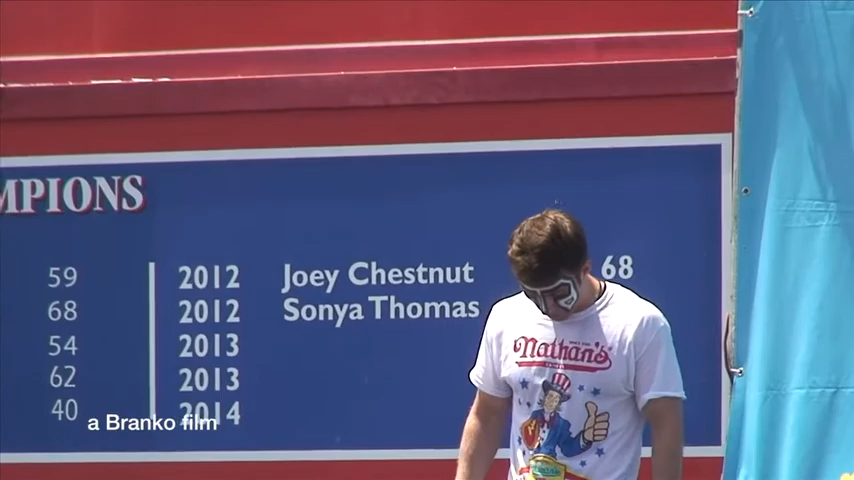 MPIONS
59
68
54
62
40
2012 Joey Chestnut 68
2012 Sonya Thomas
2013
2013
2014
a Branko film
Nathan's